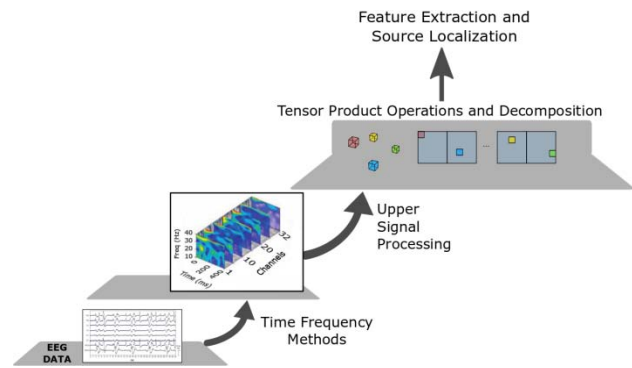 Feature Extraction and
Source Localization
Tensor Product Operations and Decomposition
...
Upper
Signal
Processing
Freq (Hz)
40
30
20
10
0
200
400
Time (ms)
1
10
20
32
Channels
Time Frequency
Methods
EEG
DATA